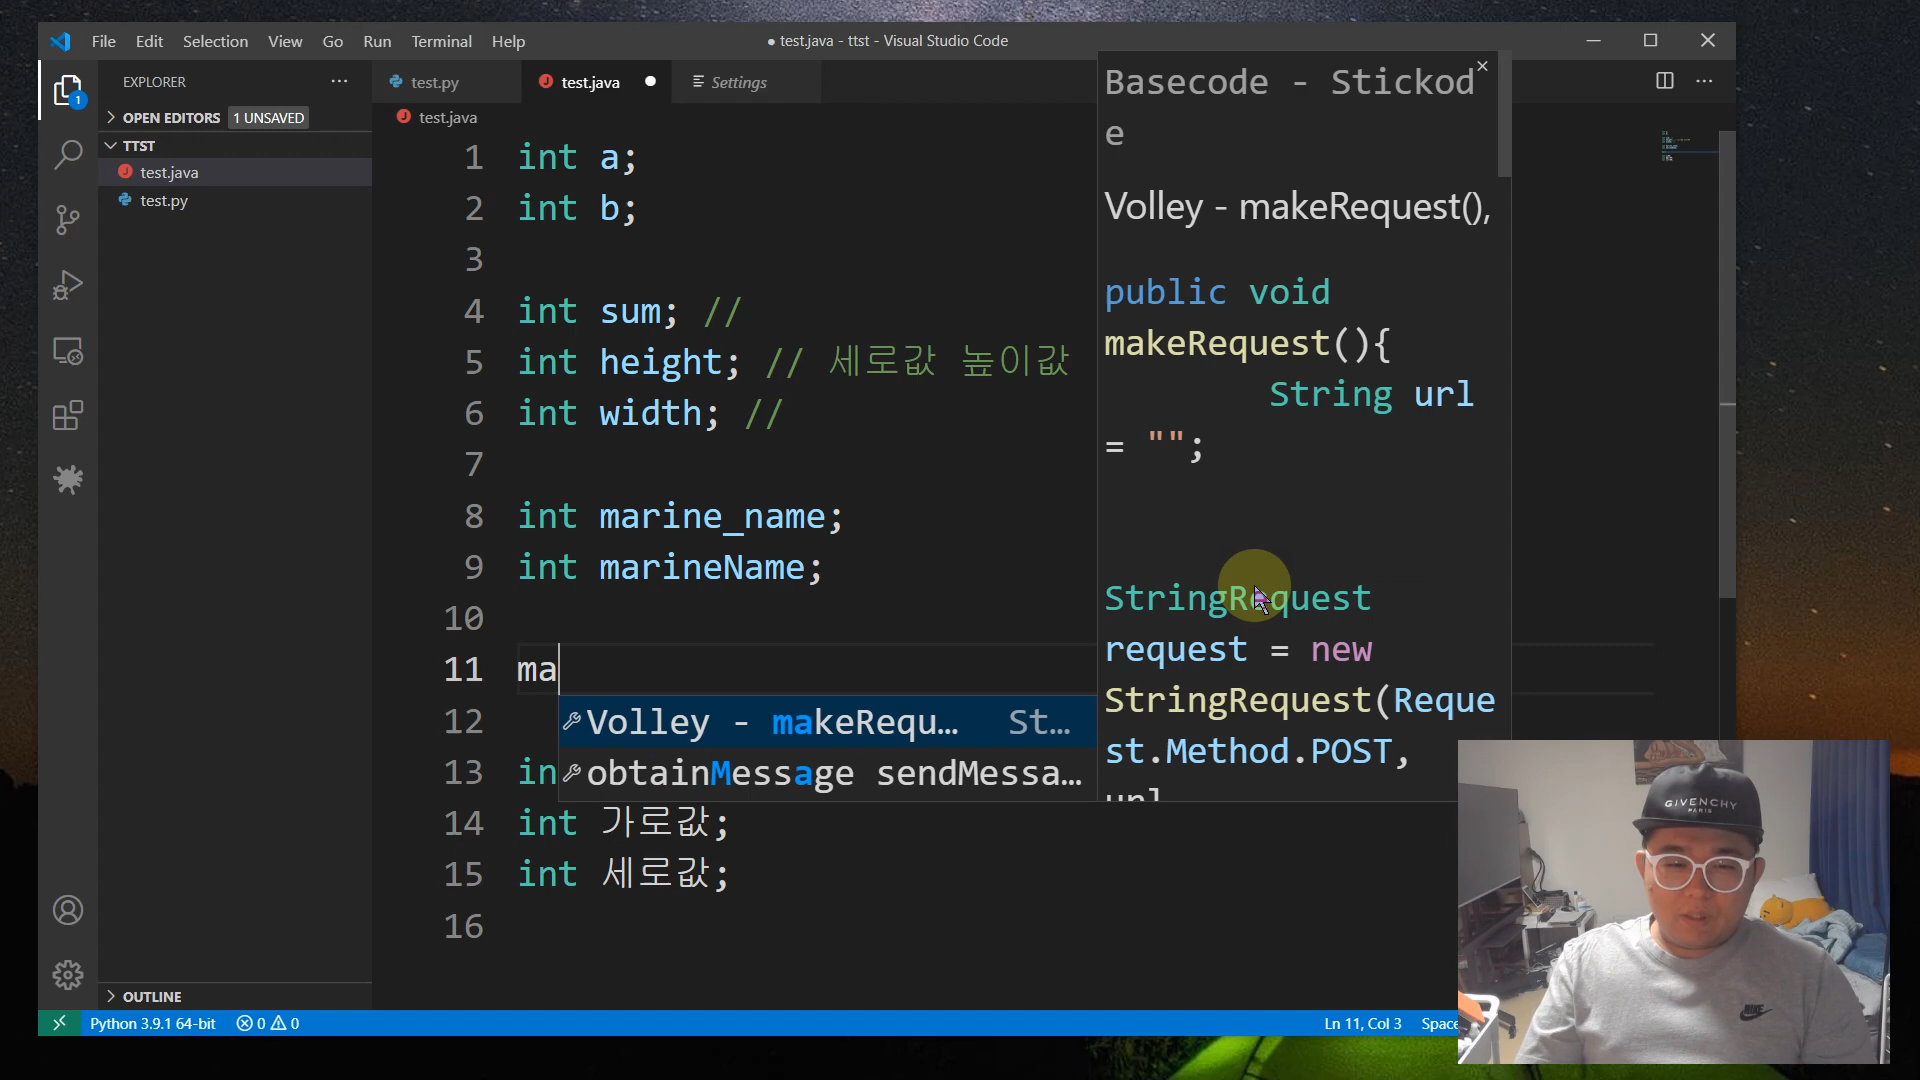 File Edit Selection View Go Run Terminal Help
● test.java - ttst - Visual Studio Code
EXPLORER
OPEN EDITORS 1 UNSAVED
TTST
test.java
test.py
OUTLINE
1
test.py
test.java
Settings
test.java
1 int a;
2 int b;
3
4 int sum; //
5 int height; // 세로값 높이값
6 int width; //
7
8 int marine_name;
9 int marineName;
10
11 ma
12
13 in
14 int 가로값;
15 int 세로값;
16
Volley - makeRequ... St...
obtainMessage sendMessa...
Basecode - Stickod
e
Volley - makeRequest(),
public void
makeRequest(){
String url
= "";
StringRequest
request = new
StringRequest(Reque
st.Method.POST,
url
GIVENCHY
PARIS
Python 3.9.1 64-bit 0 0
Ln 11, Col 3 Space